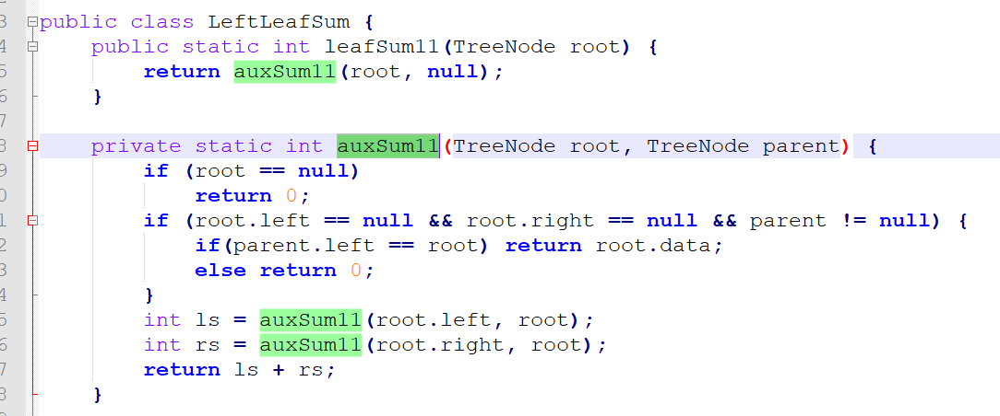 public class LeftLeafSum {
public static int leafSum11(TreeNode root) {
return auxSum11(root, null);
}
private static int auxSum11(TreeNode root, TreeNode parent) {
if (root == null)
return 0;
if (root.left == null && root.right == null && parent != null) {
if(parent.left == root) return root.data;
else return 0;
}
int ls = auxSum11(root.left, root);
int rs = auxSum11(root.right, root);
return ls + rs;
}